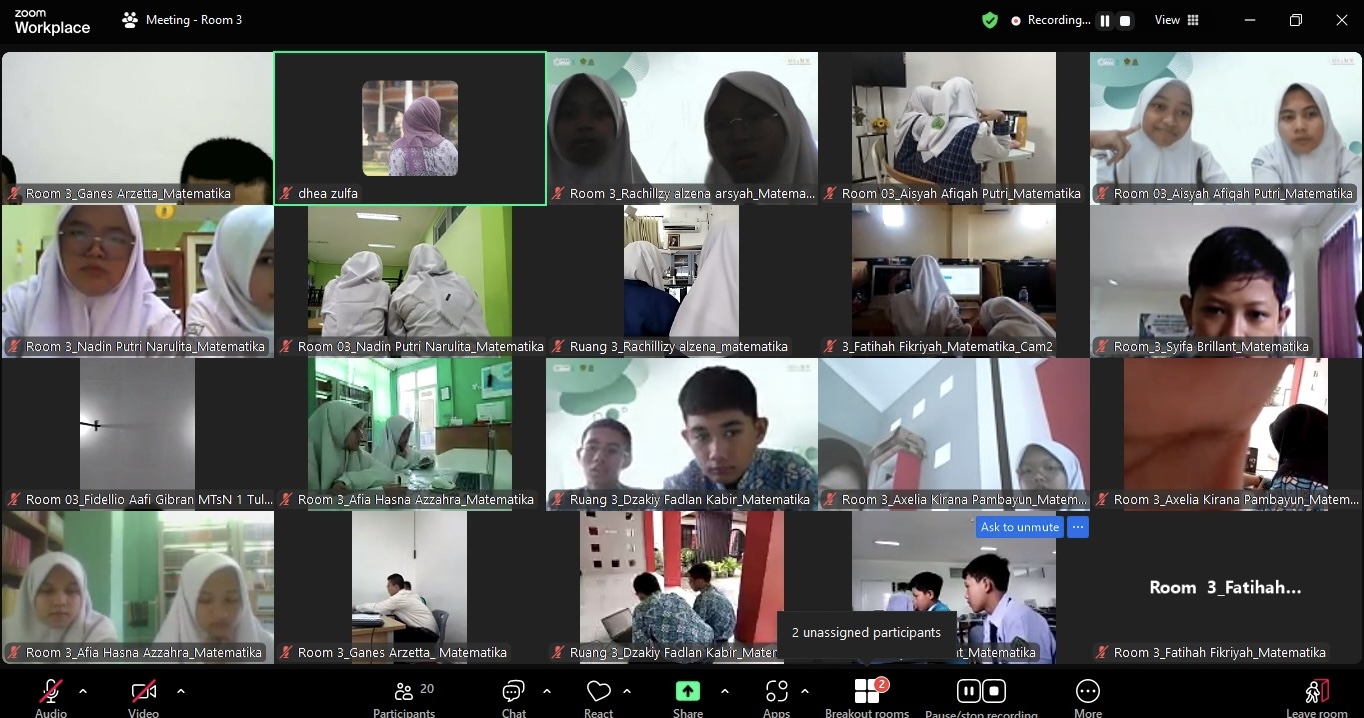 zoom
Workplace
Meeting - Room 3
Recording...
View
Room 3_Ganes Arzetta_Matematika
dhea zulfa
Room 3_Rachillzy alzena arsyah_Matema...
Room 03_Aisyah Afiqah Putri_Matematika
Room 03_Aisyah Afiqah Putri_Matematika
Room 3_Nadin Putri Narulita_Matematika
Room 03_Nadin Putri Narulita_Matematika
Ruang 3_Rachillizy alzena_matematika
3_Fatihah Fikriyah_Matematika_Cam2
Room_3_Syifa Brillant_Matematika
Room 03_Fidellio Aafi Gibran MTsN 1 Tul...
Room 3_Afia Hasna Azzahra_Matematika
Ruang 3_Dzakiy Fadlan Kabir_Matematika
Room 3_Axelia Kirana Pambayun_Matem...
Room 3_Axelia Kirana Pambayun_Matem...
Ask to unmute
Room 3_Fatihah...
2 unassigned participants
Room 3_Afia Hasna Azzahra_Matematika
Room 3_Ganes Arzetta_ Matematika
Ruang 3_Dzakiy Fadlan Kabir_Mater
nt_Matematika
Room 3_Fatihah Fikriyah_Matematika
20
2
Audio
Video
Participants
Chat
React
Share
Apps
Breakout rooms
Pause/stop recording
More
Leave room